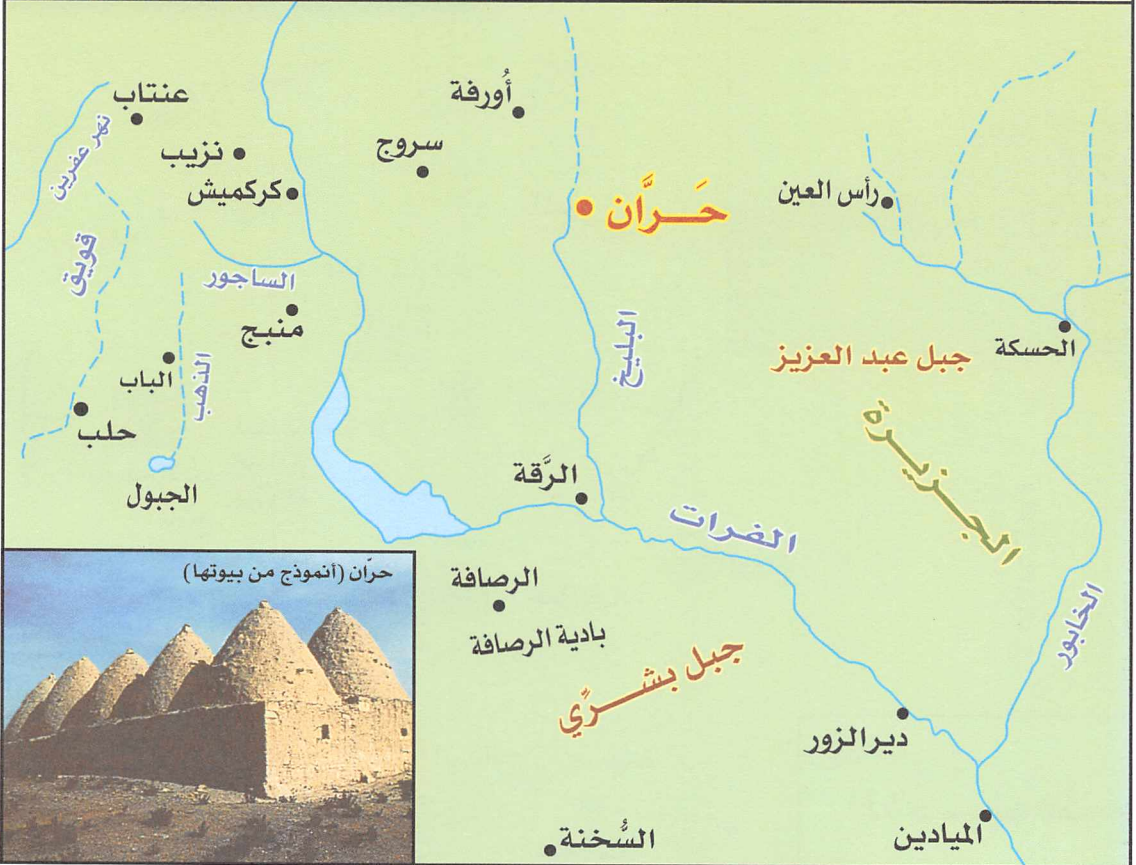 عنتاب
أُورفة
نهر عفرين
نزيب
سروج
كركميش
رأس العين
حَــرَّان
قويق
الساجور
منبج
البليخ
جبل عبد العزيز
الحسكة
الباب
الذهب
حلب
الجزيرة
الرَّقة
الجبول
الفرات
حرّان (أنموذج من بيوتها)
الرصافة
بادية الرصافة
الخابور
جبل بشــرِّي
ديرالزور
السُّخنة
الميادين